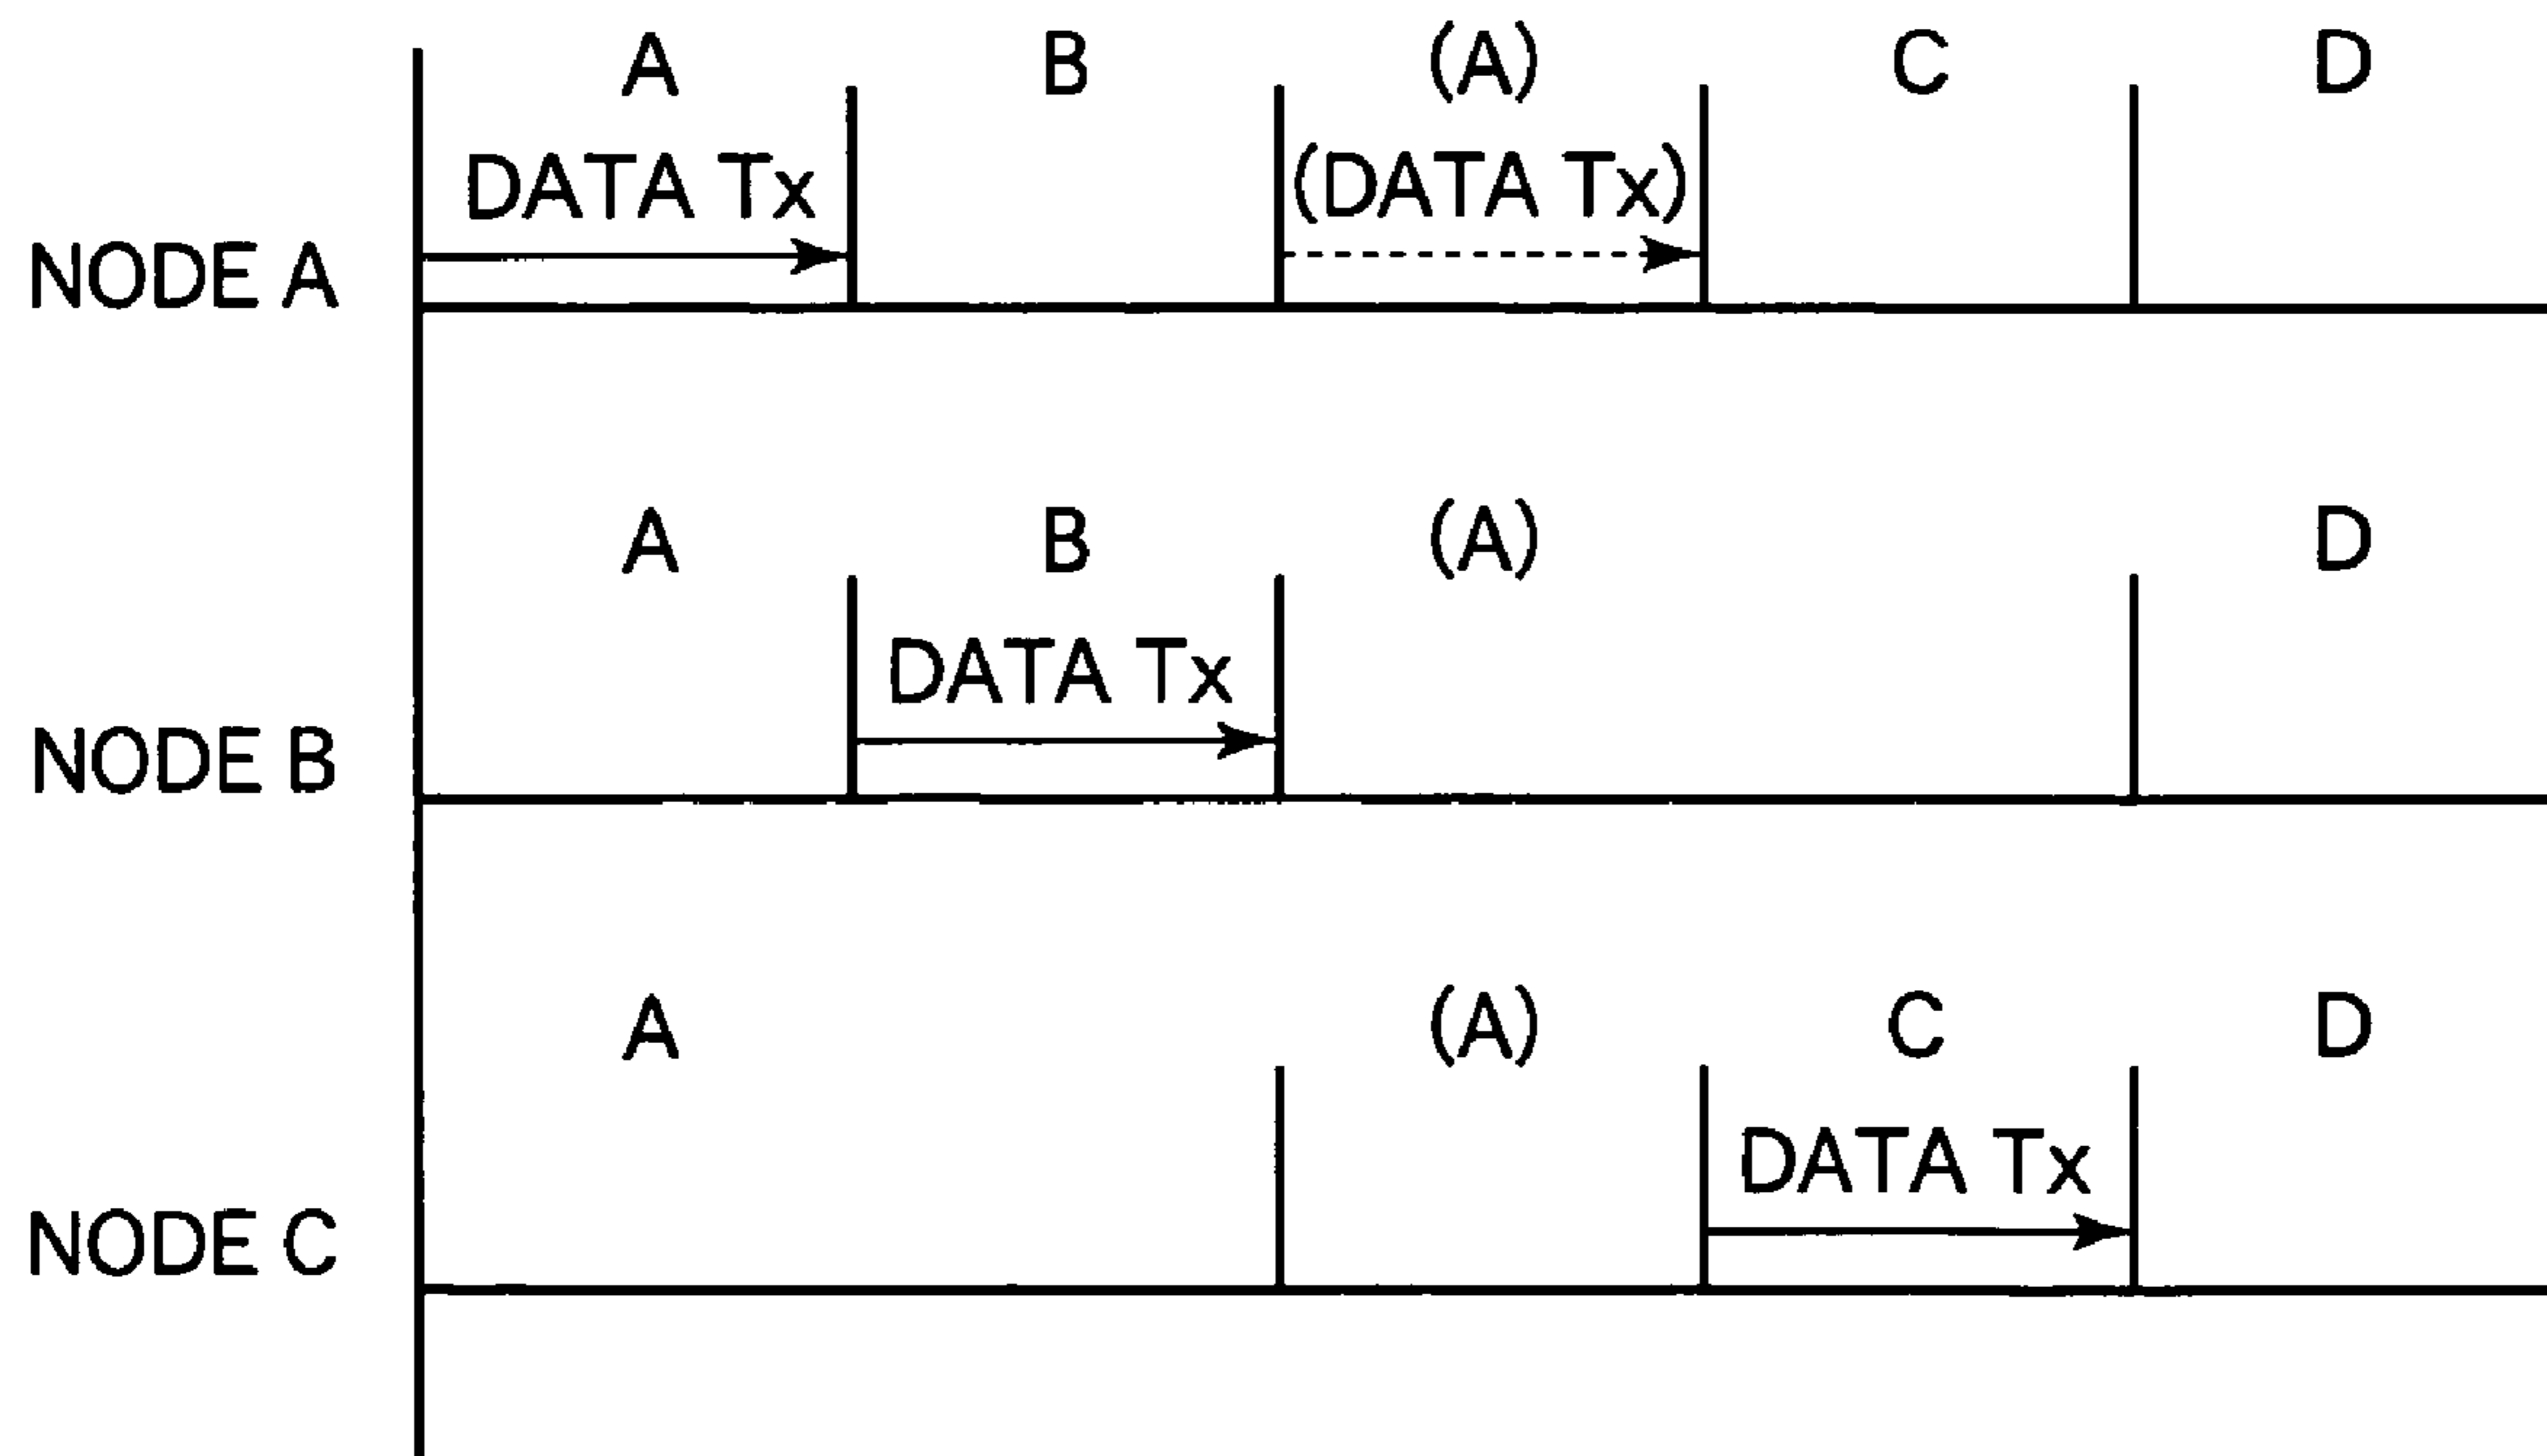 A B (A) C D
DATA Tx (DATA Tx)
NODE A
A B (A) D
DATA Tx
NODE B
A (A) C D
DATA Tx
NODE C